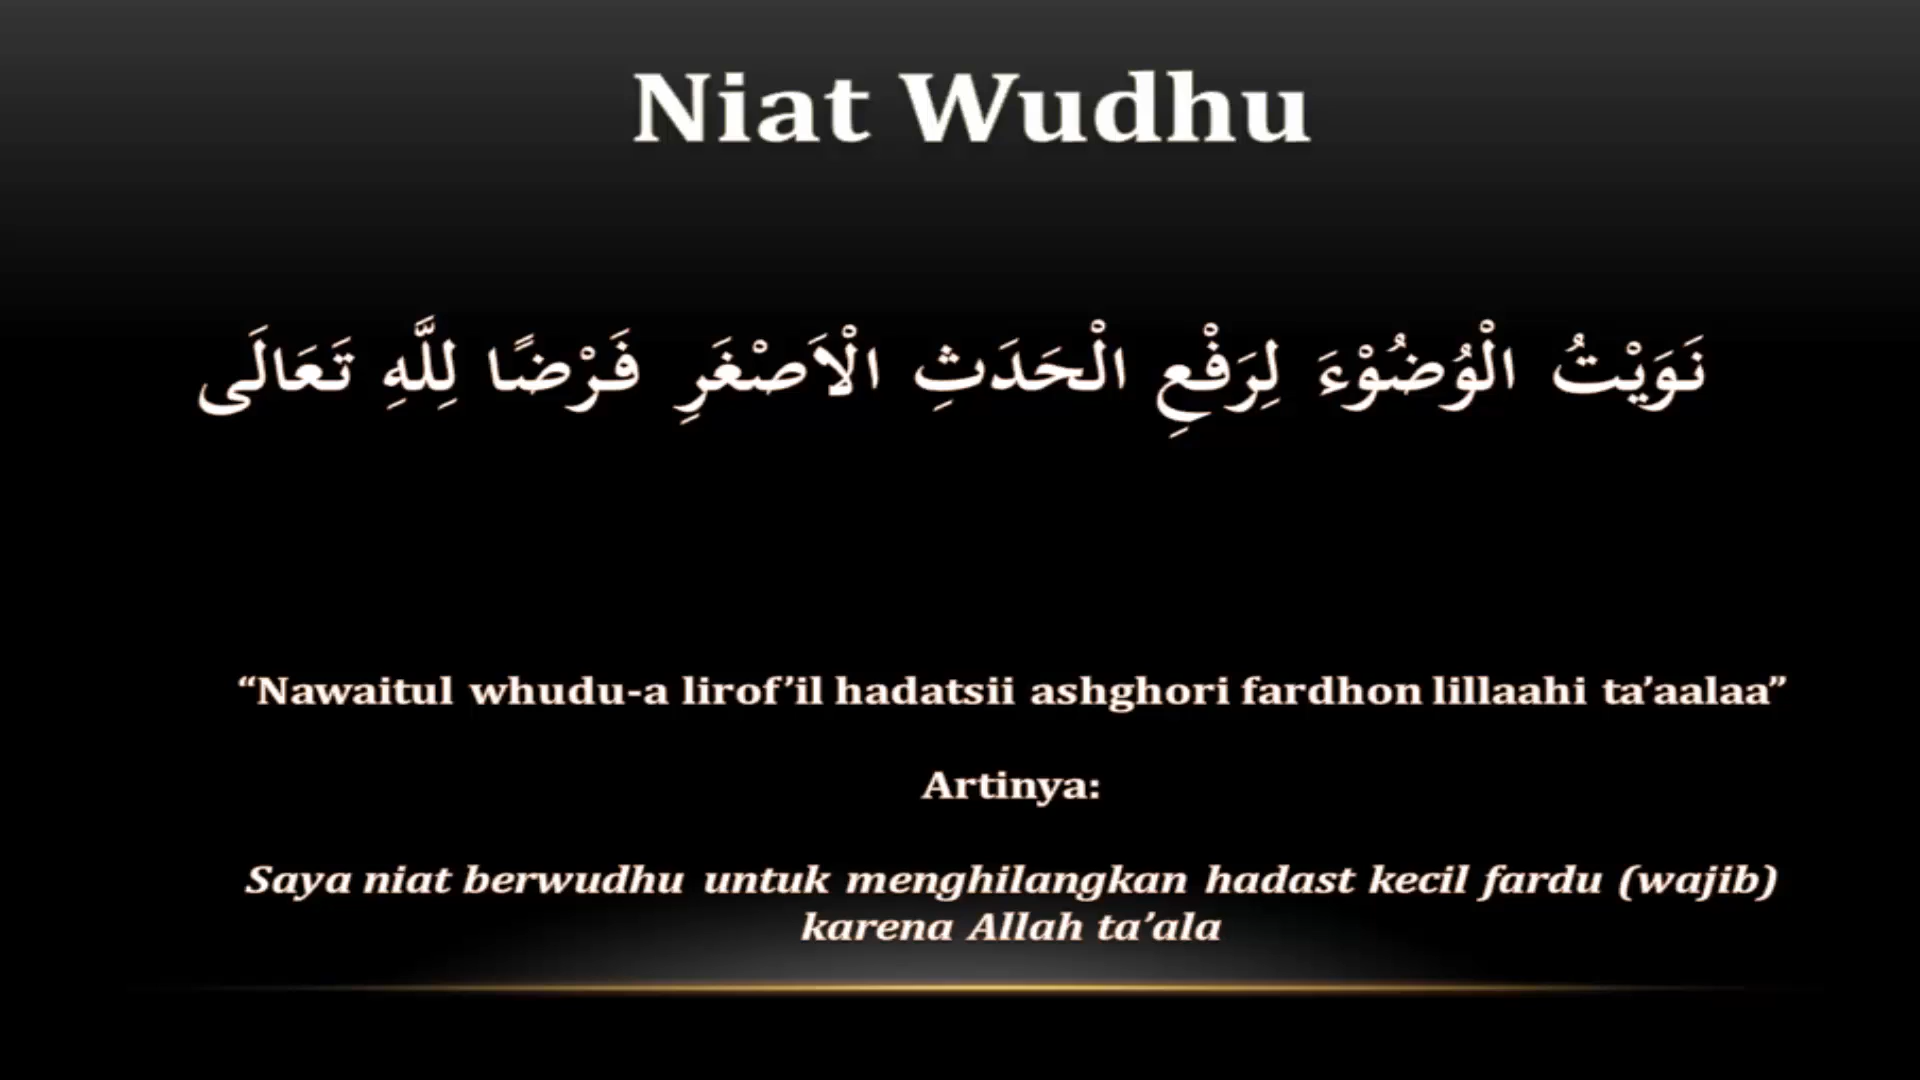 Niat Wudhu
نَوَيْتُ الْوُضُوْءَ لِرَفْعِ الْحَدَثِ الْاَصْغَرِ فَرْضًا لِلَّهِ تَعَالَى
“Nawaitul whudu-a lirof’il hadatsii ashghori fardhon lillaahi ta’aalaa”
Artinya:
Saya niat berwudhu untuk menghilangkan hadast kecil fardu (wajib)
karena Allah ta’ala